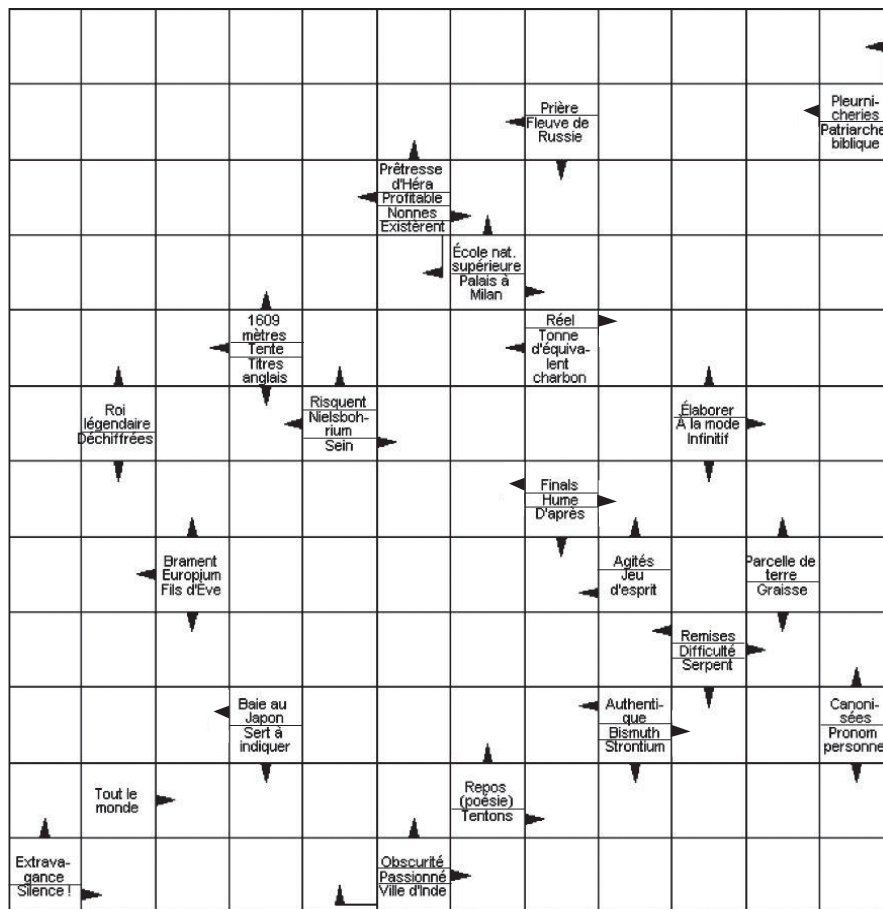 Prière
Fleuve de
Russie
Pleurni-
cheries
Patriarche
biblique
Prêtresse
d'Héra
Profitable
Nonnes
Existèrent
École nat.
supérieure
Palais à
Milan
1609
mètres
Tente
Titres
anglais
Réel
Tonne
d'équiva-
lent
charbon
Roi
légendaire
Déchiffrées
Risquent
Nielsboh-
rium
Sein
Élaborer
À la mode
Infinitif
Finals
Hume
D'après
Brament
Europium
Fils d'Ève
Agités
Jeu
d'esprit
Parcelle de
terre
Graisse
Remises
Difficulté
Serpent
Baie au
Japon
Sert à
indiquer
Authenti-
que
Bismuth
Strontium
Canoni-
sées
Pronom
personne
Tout le
monde
Repos
(poésie)
Tentons
Extrava-
gance
Silence !
Obscurité
Passionné
Ville d'Inde